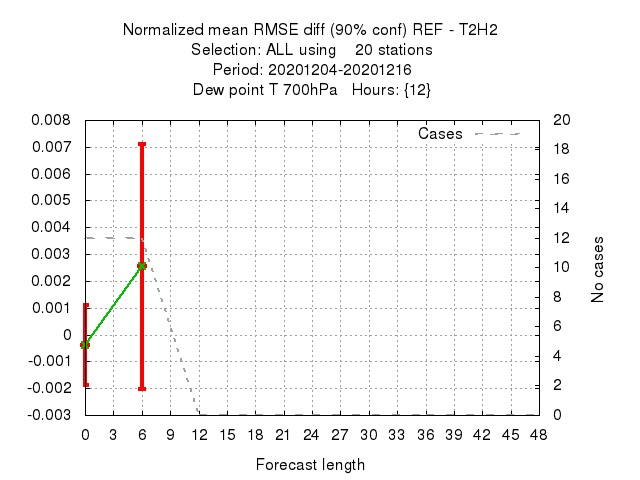 Normalized mean RMSE diff (90% conf) REF - T2H2
Selection: ALL using 20 stations
Period: 20201204-20201216
Dew point T 700hPa Hours: {12}
Cases
0.008
0.007
0.006
0.005
0.004
0.003
0.002
0.001
0
-0.001
-0.002
-0.003
20
18
16
14
12
10
8
6
4
2
0
No cases
0 3 6 9 12 15 18 21 24 27 30 33 36 39 42 45 48
Forecast length